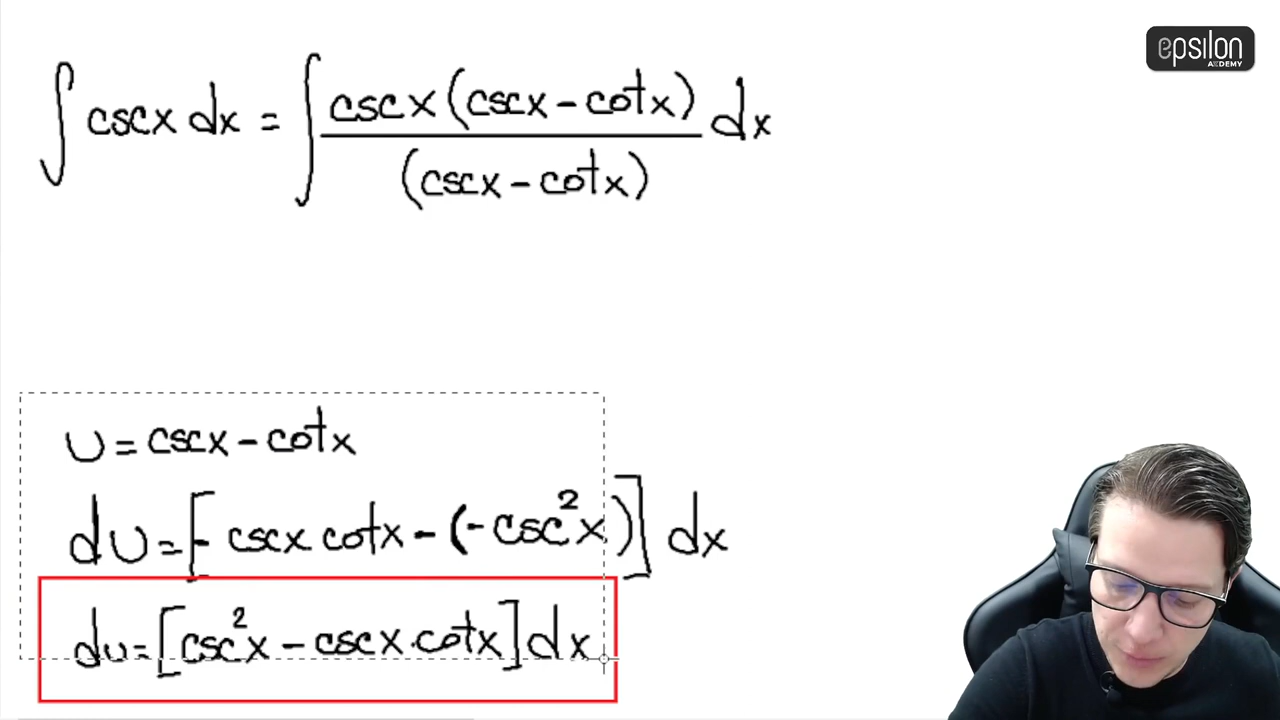 epsilon
AXDEMY
∫ cscx dx = ∫ cscx(cscx - cotx) / (cscx - cotx) dx
u = cscx - cotx
du = [- cscx cotx - (-csc²x)] dx
du = [csc²x - cscx·cotx] dx